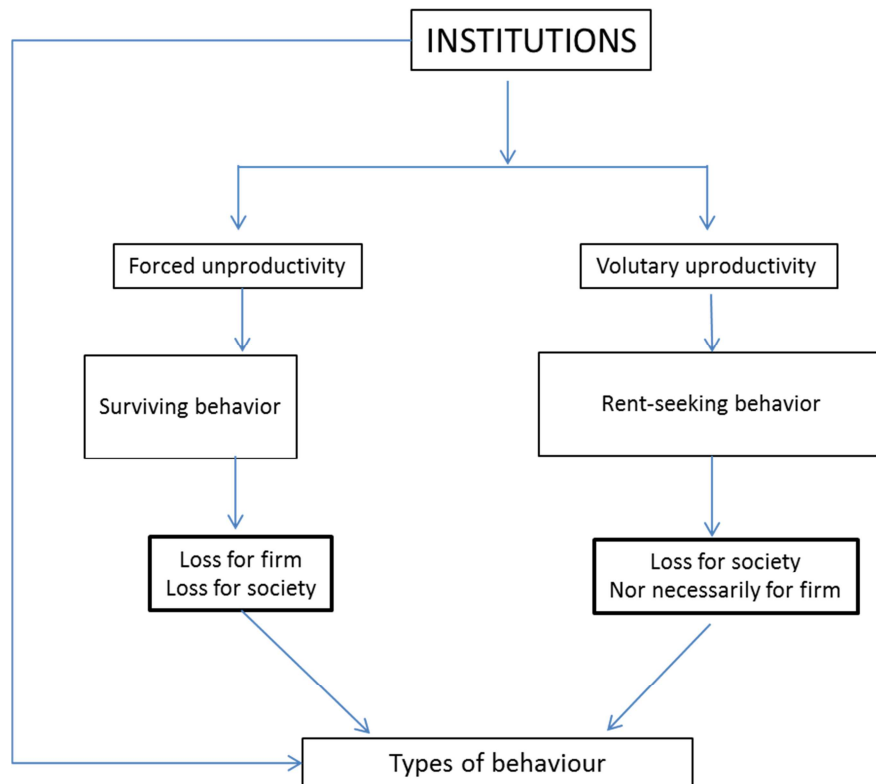 INSTITUTIONS
Forced unproductivity
Volutary uproductivity
Surviving behavior
Rent-seeking behavior
Loss for firm
Loss for society
Loss for society
Nor necessarily for firm
Types of behaviour